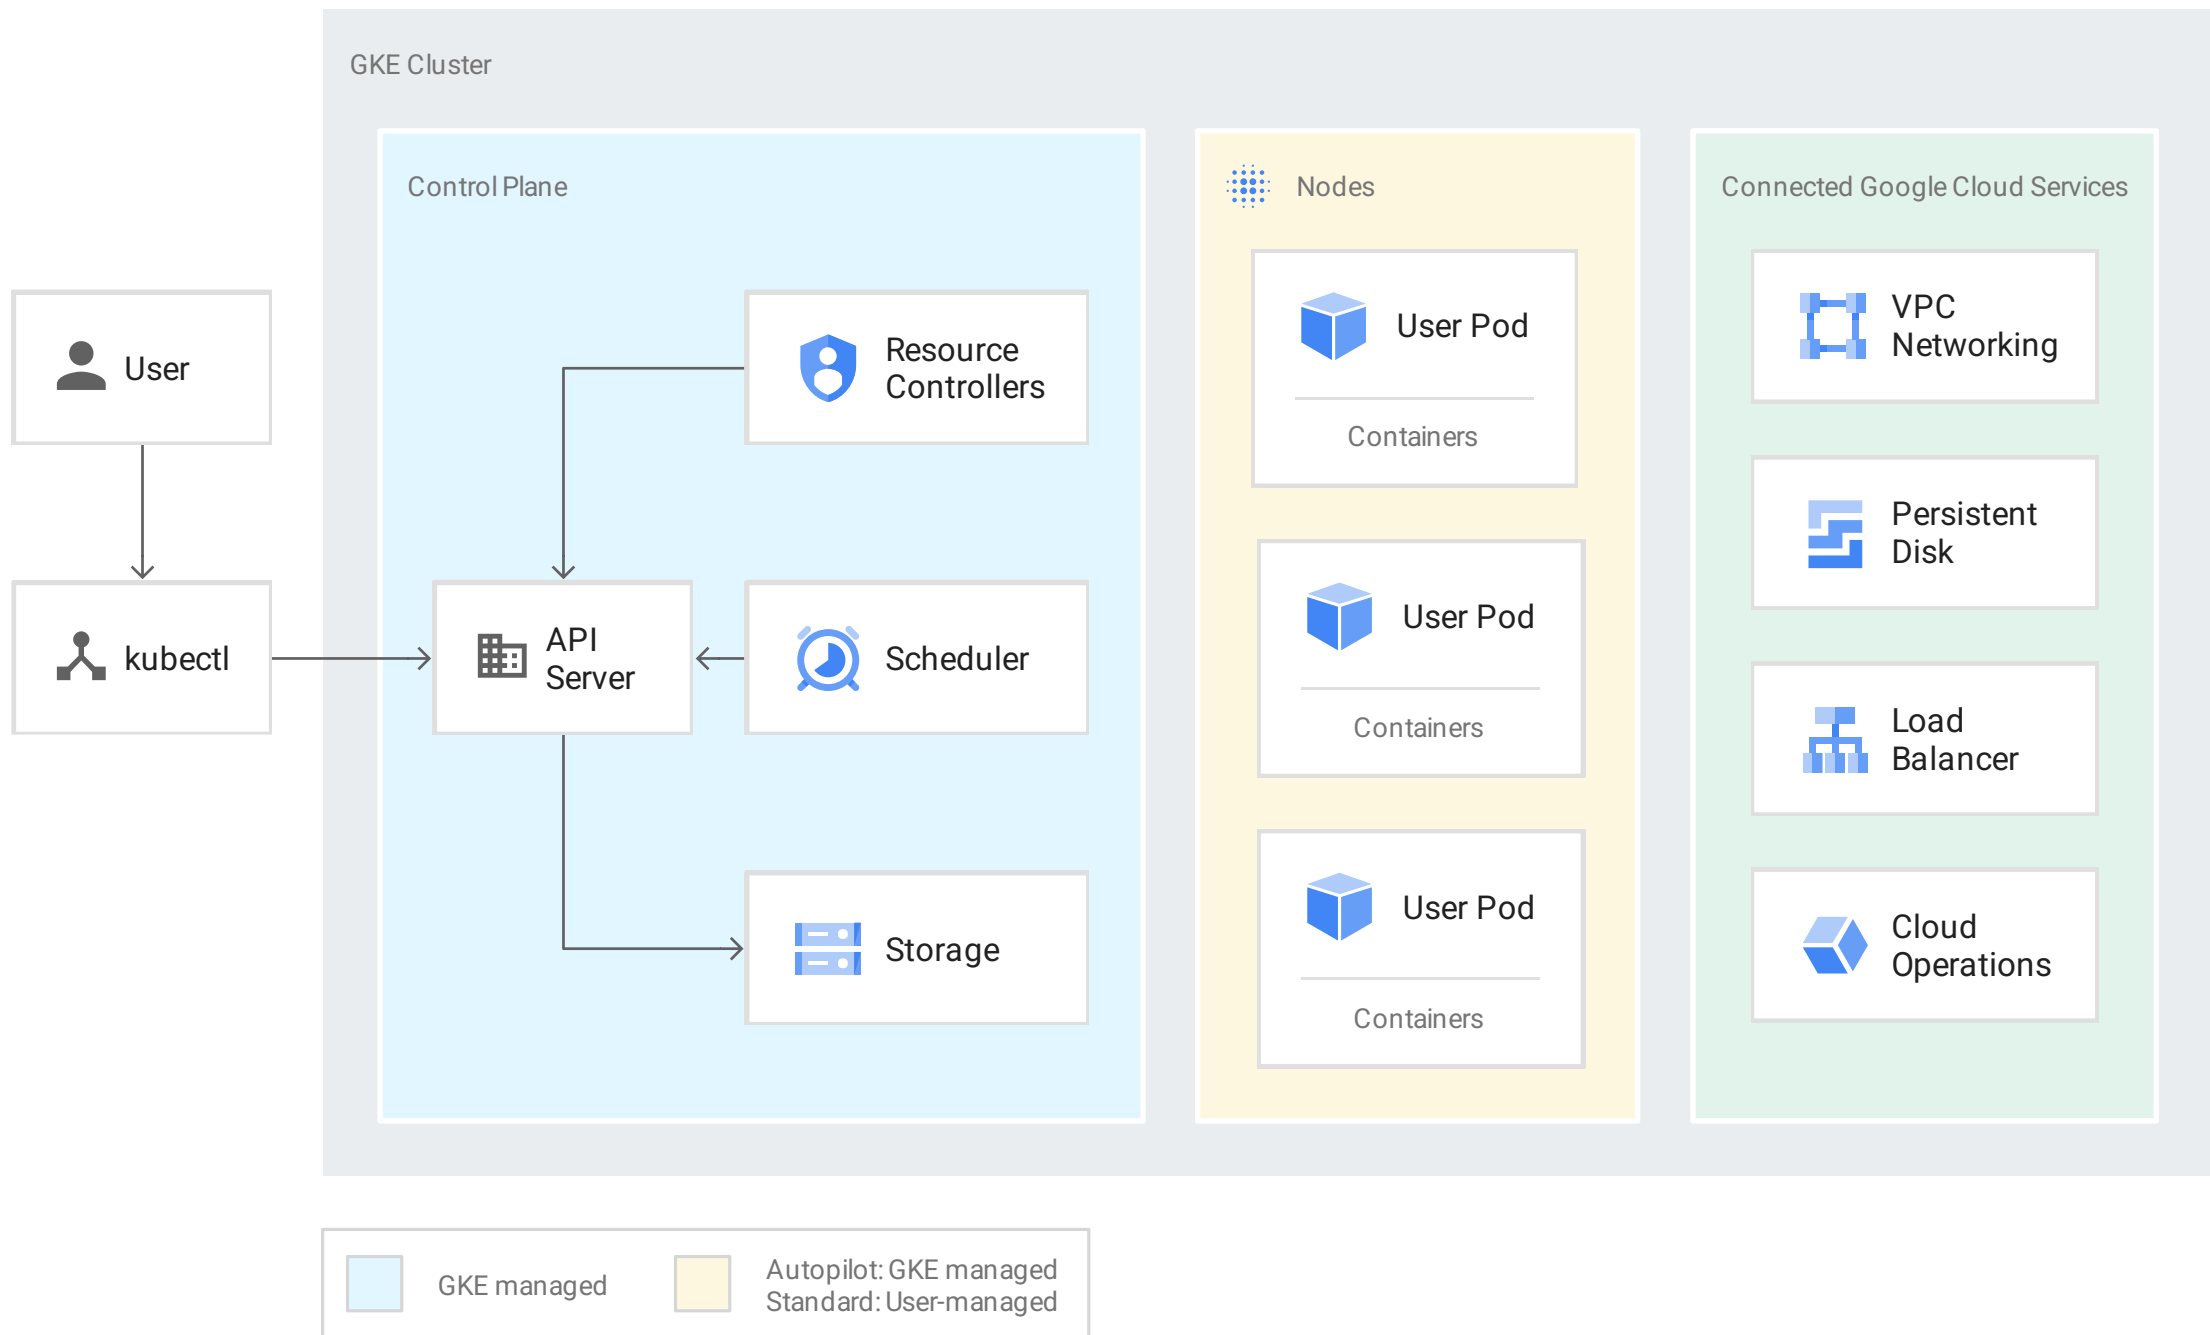 GKE Cluster
Control Plane
Nodes
Connected Google Cloud Services
User
kubectl
Resource
Controllers
API
Server
Scheduler
Storage
User Pod
Containers
User Pod
Containers
User Pod
Containers
VPC
Networking
Persistent
Disk
Load
Balancer
Cloud
Operations
GKE managed
Autopilot: GKE managed
Standard: User-managed